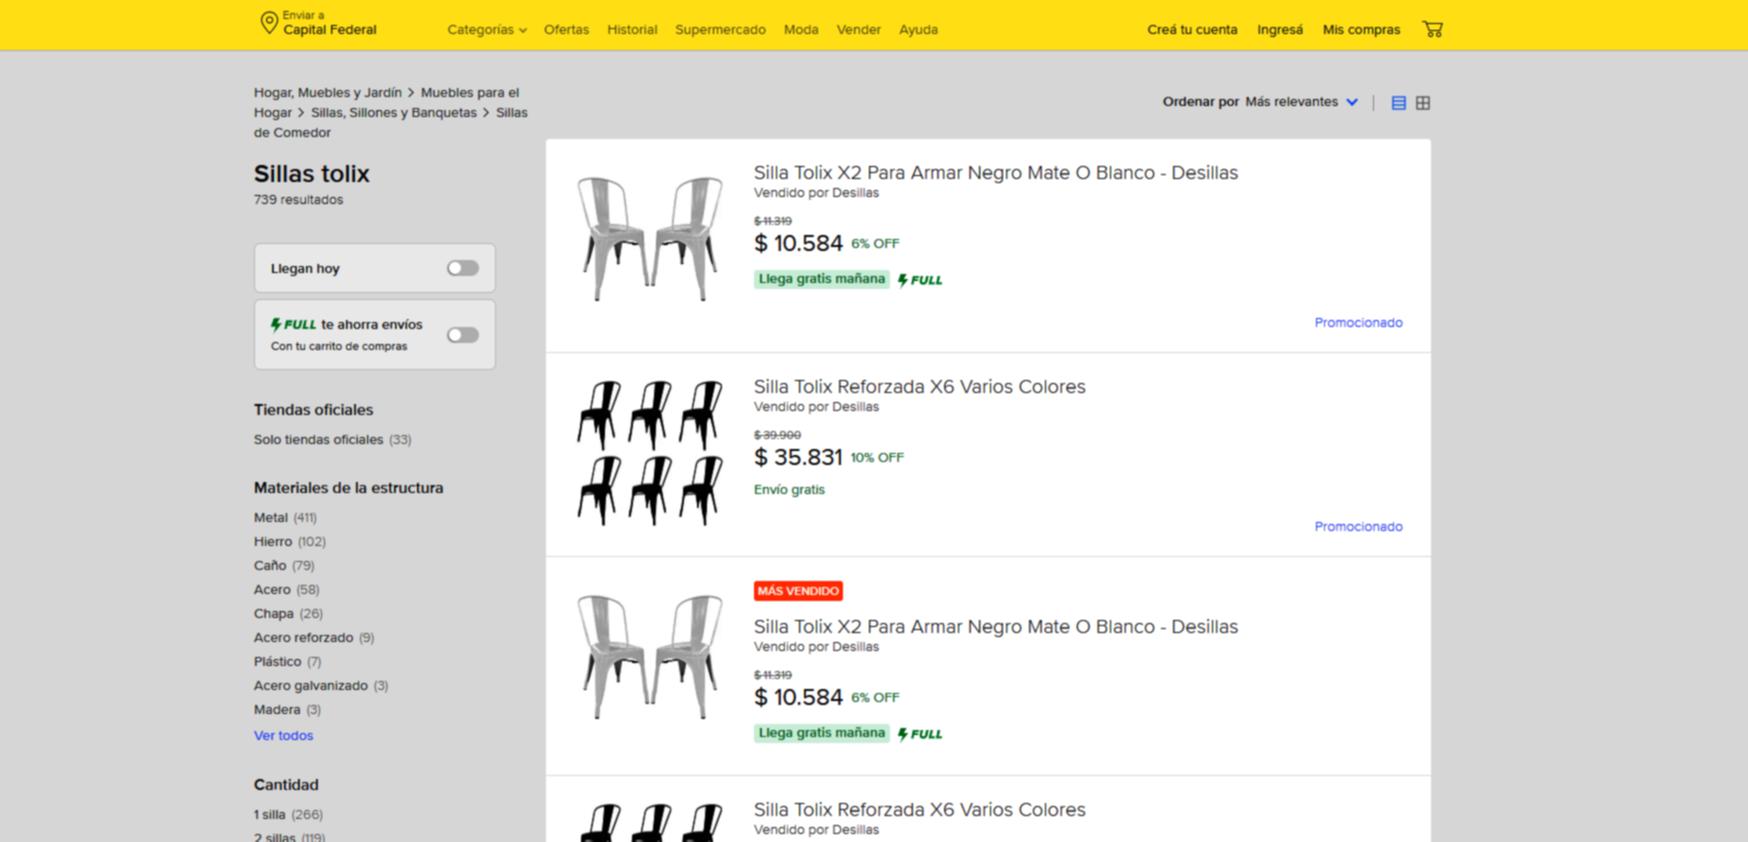 Enviar a
Capital Federal
Categorías
Ofertas
Historial
Supermercado
Moda
Vender
Ayuda
Creá tu cuenta
Ingresá
Mis compras
Hogar, Muebles y Jardín > Muebles para el
Hogar > Sillas, Sillones y Banquetas > Sillas
de Comedor
Sillas tolix
739 resultados
Llegan hoy
FULL te ahorra envíos
Con tu carrito de compras
Tiendas oficiales
Solo tiendas oficiales (33)
Materiales de la estructura
Metal (411)
Hierro (102)
Caño (79)
Acero (58)
Chapa (26)
Acero reforzado (9)
Plástico (7)
Acero galvanizado (3)
Madera (3)
Ver todos
Cantidad
1 silla (266)
2 sillas (119)
Ordenar por Más relevantes
Silla Tolix X2 Para Armar Negro Mate O Blanco - Desillas
Vendido por Desillas
$ 11.319
$ 10.584 6% OFF
Llega gratis mañana FULL
Promocionado
Silla Tolix Reforzada X6 Varios Colores
Vendido por Desillas
$ 39.900
$ 35.831 10% OFF
Envío gratis
Promocionado
MÁS VENDIDO
Silla Tolix X2 Para Armar Negro Mate O Blanco - Desillas
Vendido por Desillas
$ 11.319
$ 10.584 6% OFF
Llega gratis mañana FULL
Silla Tolix Reforzada X6 Varios Colores
Vendido por Desillas